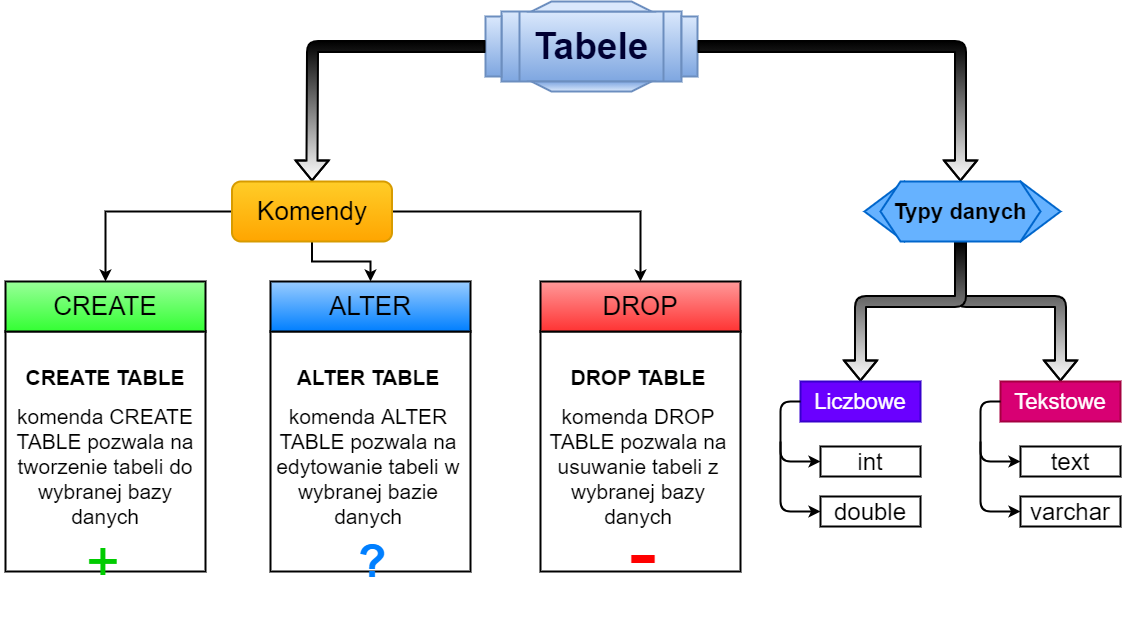 Tabele
Komendy
Typy danych
CREATE
CREATE TABLE
komenda CREATE
TABLE pozwala na
tworzenie tabeli do
wybranej bazy
danych
+
ALTER
ALTER TABLE
komenda ALTER
TABLE pozwala na
edytowanie tabeli w
wybranej bazie
danych
?
DROP
DROP TABLE
komenda DROP
TABLE pozwala na
usuwanie tabeli z
wybranej bazy
danych
-
Liczbowe
int
double
Tekstowe
text
varchar